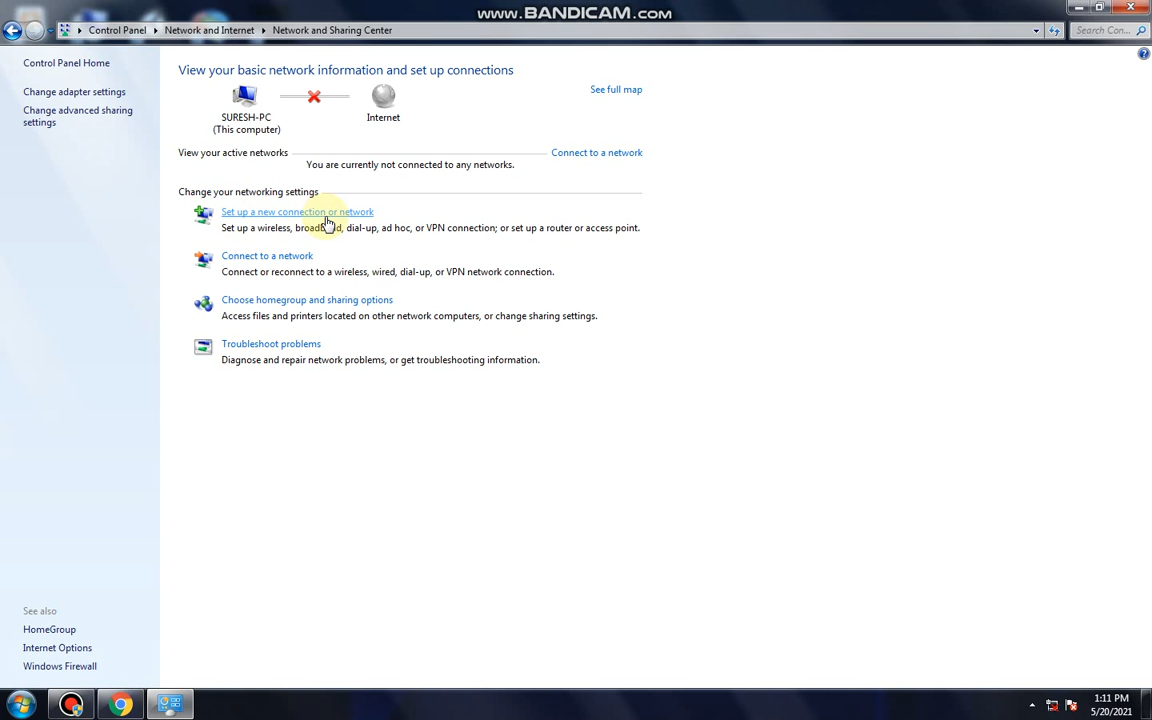 www.BANDICAM.com
Control Panel Network and Internet Network and Sharing Center
Search Con...
Control Panel Home
Change adapter settings
Change advanced sharing
settings
View your basic network information and set up connections
See full map
SURESH-PC
(This computer)
Internet
View your active networks
Connect to a network
You are currently not connected to any networks.
Change your networking settings
Set up a new connection or network
Set up a wireless, broadband, dial-up, ad hoc, or VPN connection; or set up a router or access point.
Connect to a network
Connect or reconnect to a wireless, wired, dial-up, or VPN network connection.
Choose homegroup and sharing options
Access files and printers located on other network computers, or change sharing settings.
Troubleshoot problems
Diagnose and repair network problems, or get troubleshooting information.
See also
HomeGroup
Internet Options
Windows Firewall
1:11 PM
5/20/2021